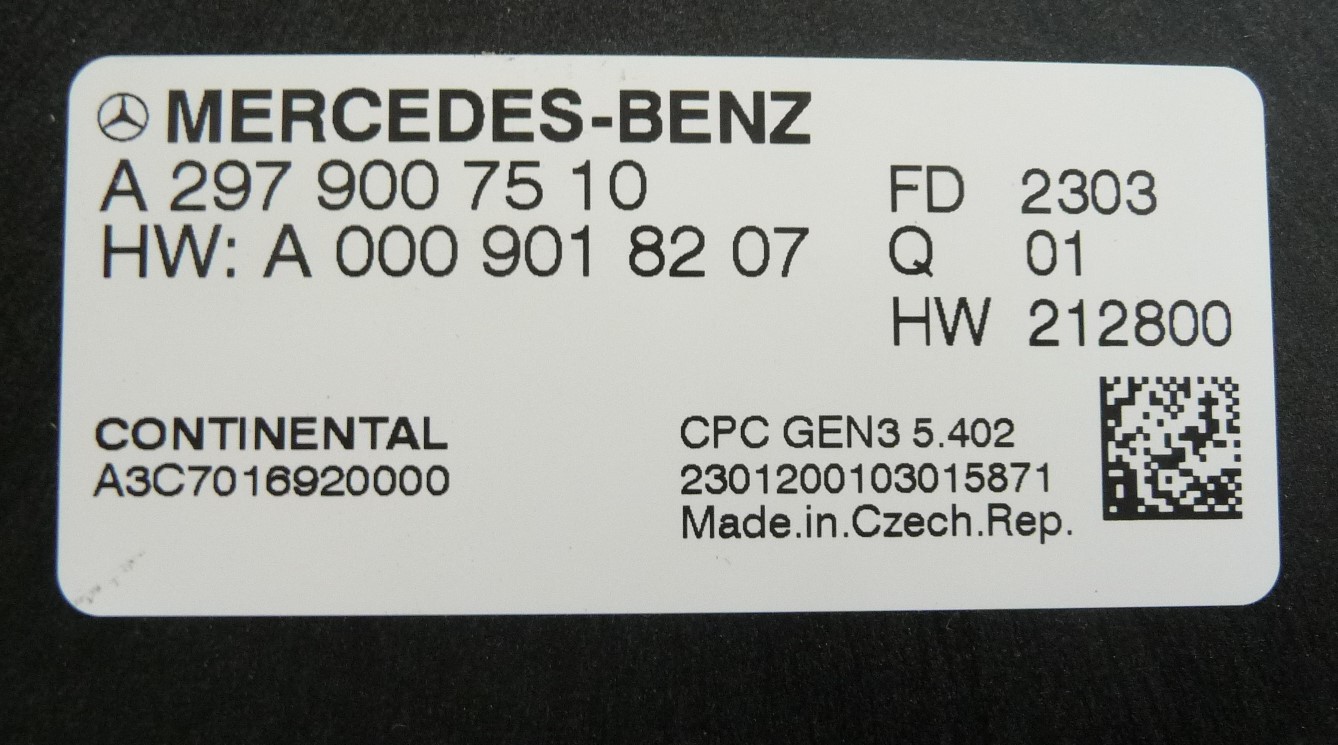 MERCEDES-BENZ
A 297 900 75 10
HW: A 000 901 82 07
FD 2303
Q 01
HW 212800
CONTINENTAL
A3C7016920000
CPC GEN3 5.402
2301200103015871
Made.in.Czech.Rep.